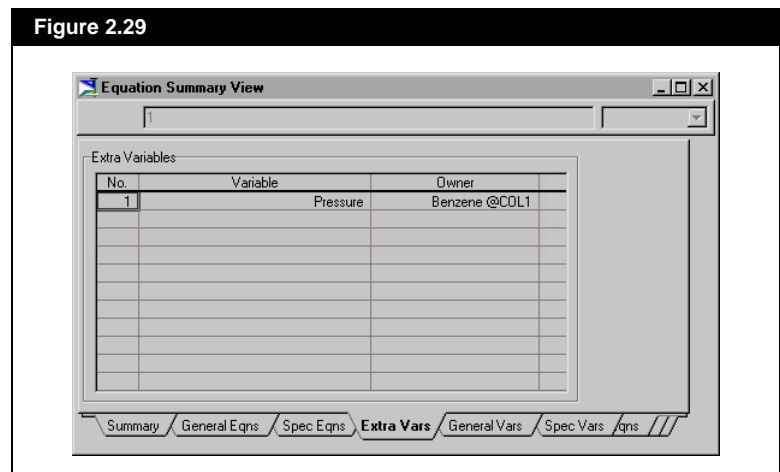 Figure 2.29
Equation Summary View
1
Extra Variables
No. Variable Owner
1 Pressure Benzene @COL1
Summary General Eqns Spec Eqns Extra Vars General Vars Spec Vars qns